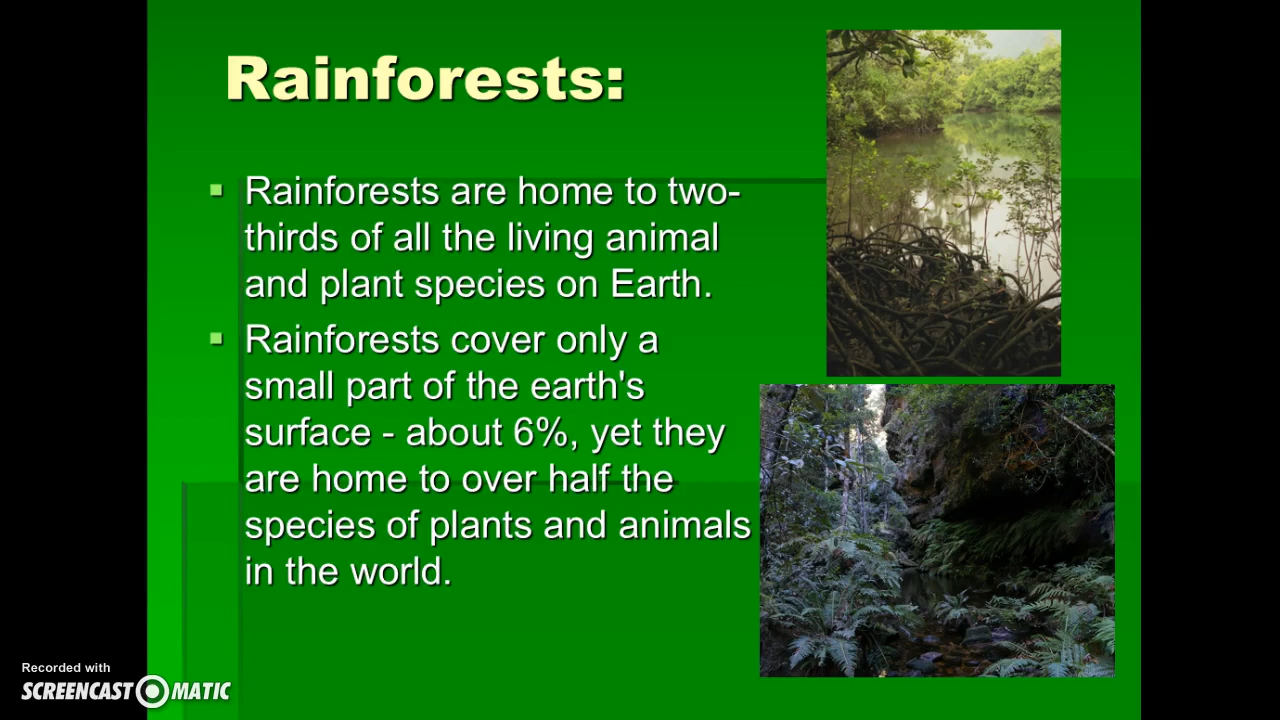 Rainforests:
▪ Rainforests are home to two-
thirds of all the living animal
and plant species on Earth.
▪ Rainforests cover only a
small part of the earth's
surface - about 6%, yet they
are home to over half the
species of plants and animals
in the world.
Recorded with
SCREENCAST MATIC